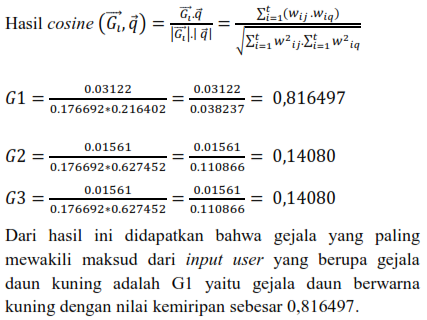 Hasil cosine (G⃗ᵢ, q⃗) = G⃗ᵢ.q⃗ / |G⃗ᵢ|.| q⃗| = Σᵗᵢ₌₁(wᵢⱼ .wᵢq) / √(Σᵗᵢ₌₁ w²ᵢⱼ.Σᵗᵢ₌₁ w²ᵢq)
G1 = 0.03122 / 0.176692∗0.216402 = 0.03122 / 0.038237 = 0,816497
G2 = 0.01561 / 0.176692∗0.627452 = 0.01561 / 0.110866 = 0,14080
G3 = 0.01561 / 0.176692∗0.627452 = 0.01561 / 0.110866 = 0,14080
Dari hasil ini didapatkan bahwa gejala yang paling
mewakili maksud dari input user yang berupa gejala
daun kuning adalah G1 yaitu gejala daun berwarna
kuning dengan nilai kemiripan sebesar 0,816497.